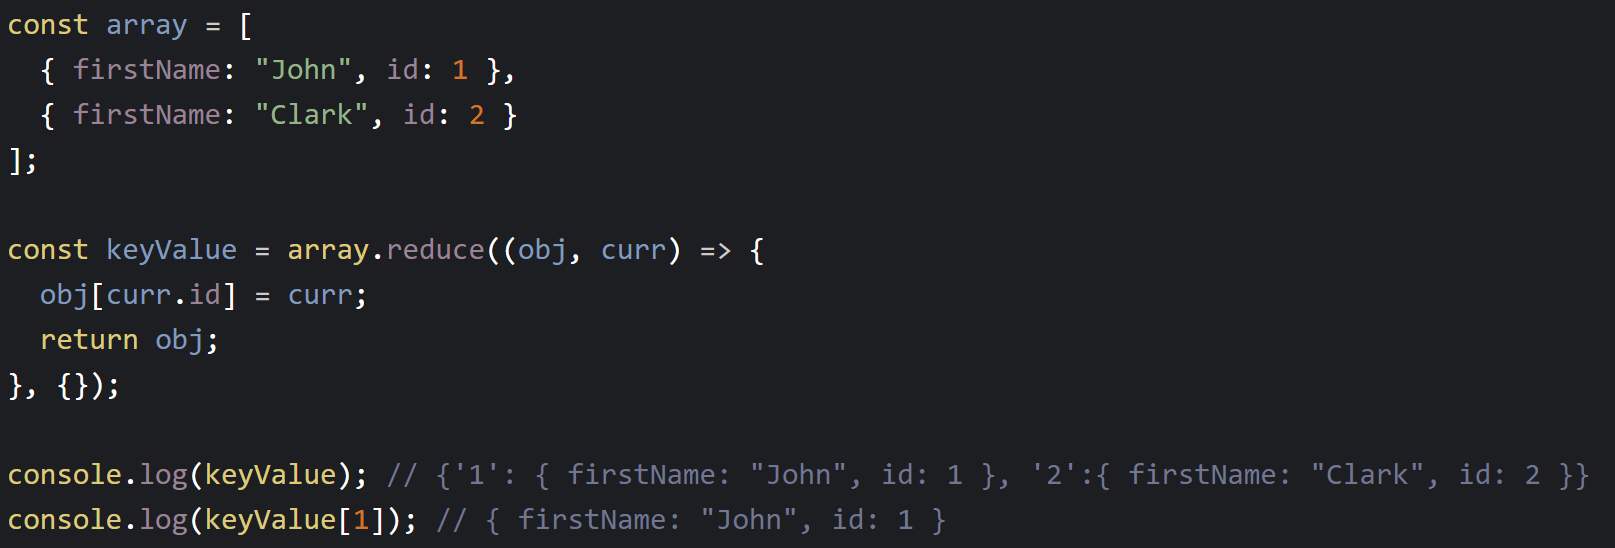 const array = [
  { firstName: "John", id: 1 },
  { firstName: "Clark", id: 2 }
];

const keyValue = array.reduce((obj, curr) => {
  obj[curr.id] = curr;
  return obj;
}, {});

console.log(keyValue); // {'1': { firstName: "John", id: 1 }, '2':{ firstName: "Clark", id: 2 }}
console.log(keyValue[1]); // { firstName: "John", id: 1 }